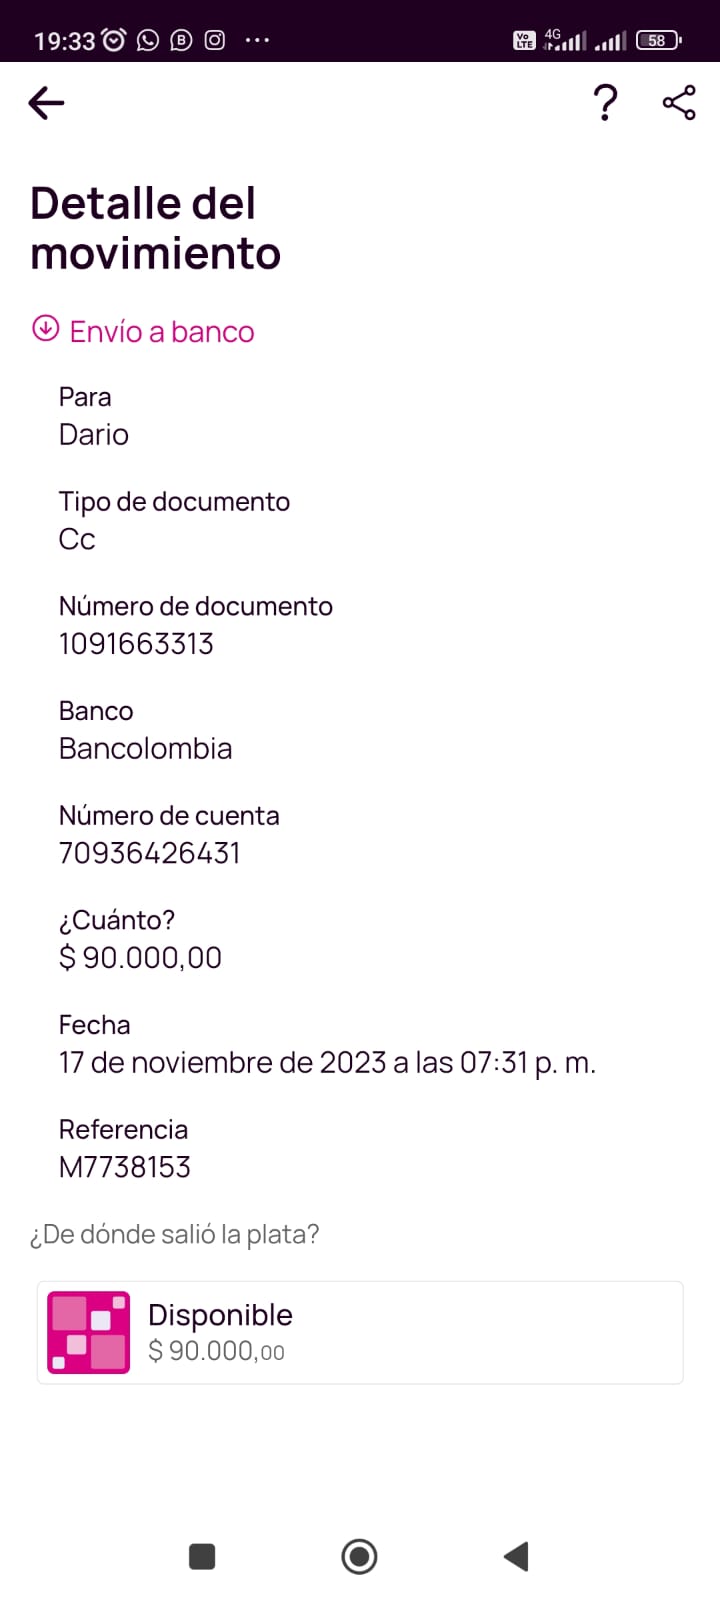 19:33 ...
Vo LTE 4G 58
?
Detalle del
movimiento
Envío a banco
Para
Dario
Tipo de documento
Cc
Número de documento
1091663313
Banco
Bancolombia
Número de cuenta
70936426431
¿Cuánto?
$ 90.000,00
Fecha
17 de noviembre de 2023 a las 07:31 p. m.
Referencia
M7738153
¿De dónde salió la plata?
Disponible
$ 90.000,00